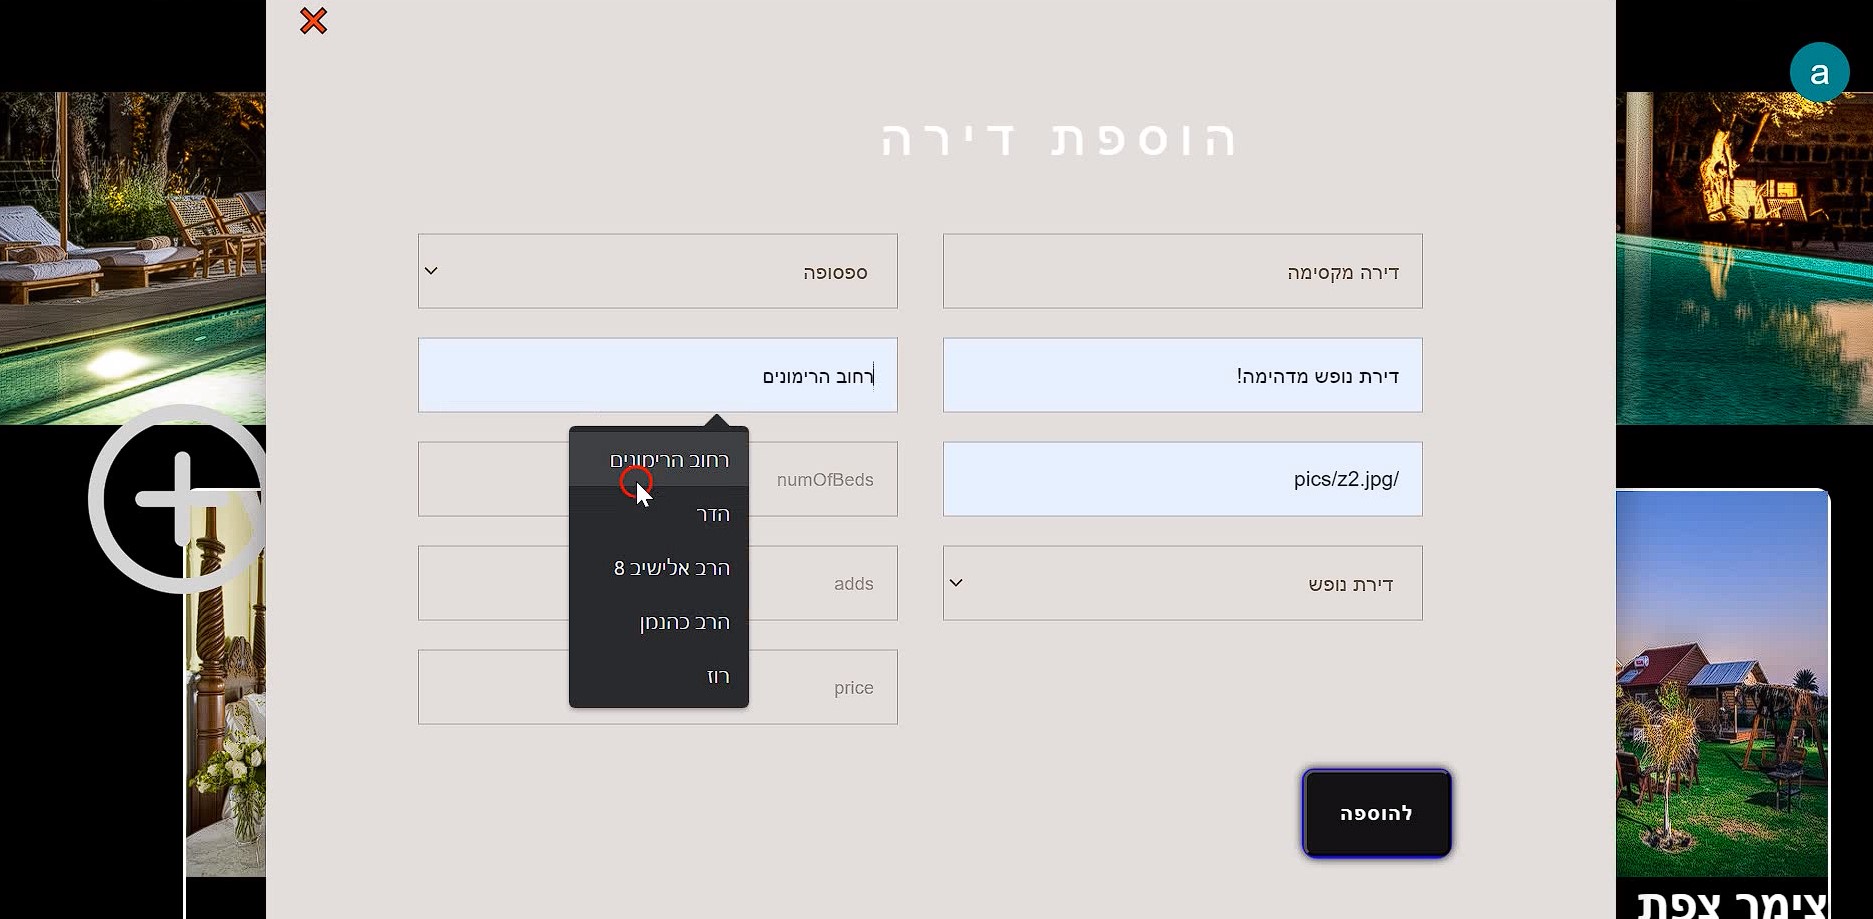 a
הוספת דירה
דירה מקסימה
ספסופה
דירת נופש מדהימה!
רחוב הרימונים
pics/z2.jpg/
numOfBeds
דירת נופש
adds
price
רחוב הרימונים
הדר
הרב אלישיב 8
הרב כהנמן
רוז
להוספה
צימר צפת